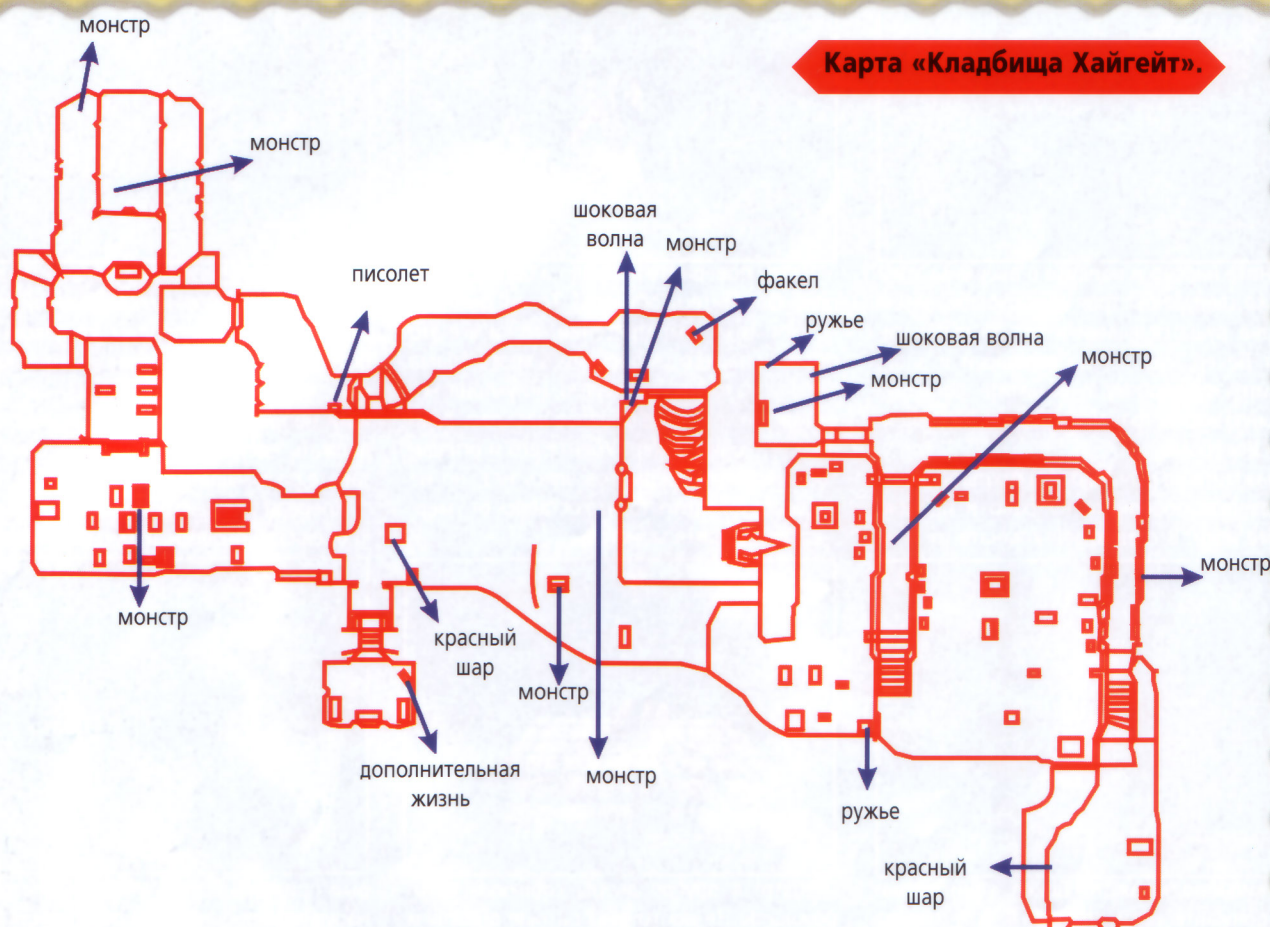 монстр
Карта «Кладбища Хайгейт».
монстр
шоковая
волна
монстр
писолет
факел
ружье
шоковая волна
монстр
монстр
монстр
монстр
красный
шар
монстр
дополнительная
жизнь
монстр
ружье
красный
шар